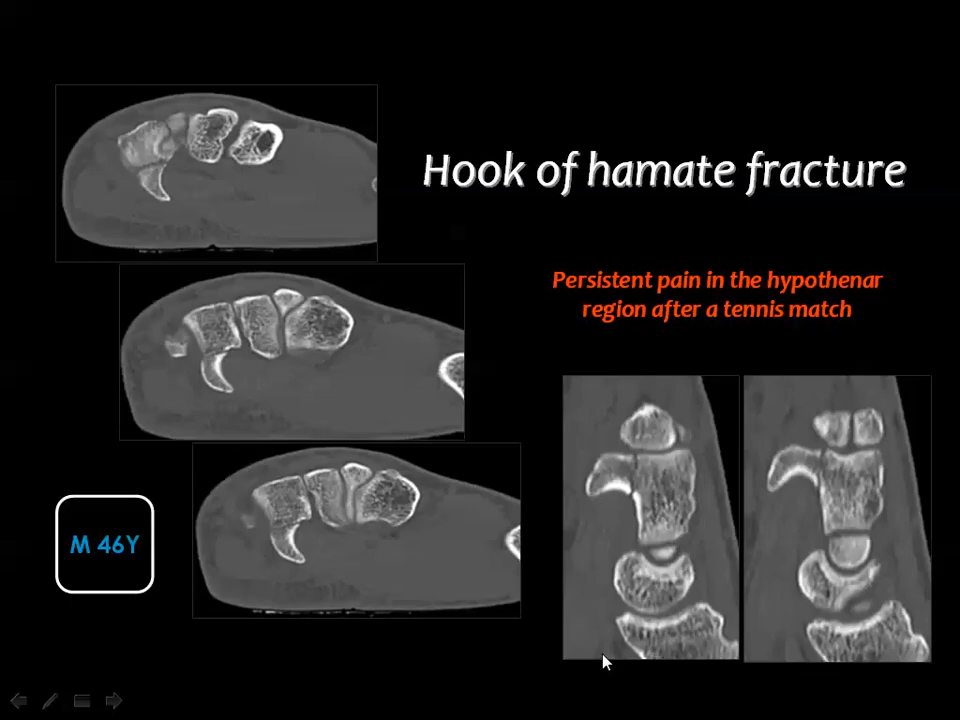 Hook of hamate fracture
Persistent pain in the hypothenar
region after a tennis match
M 46Y